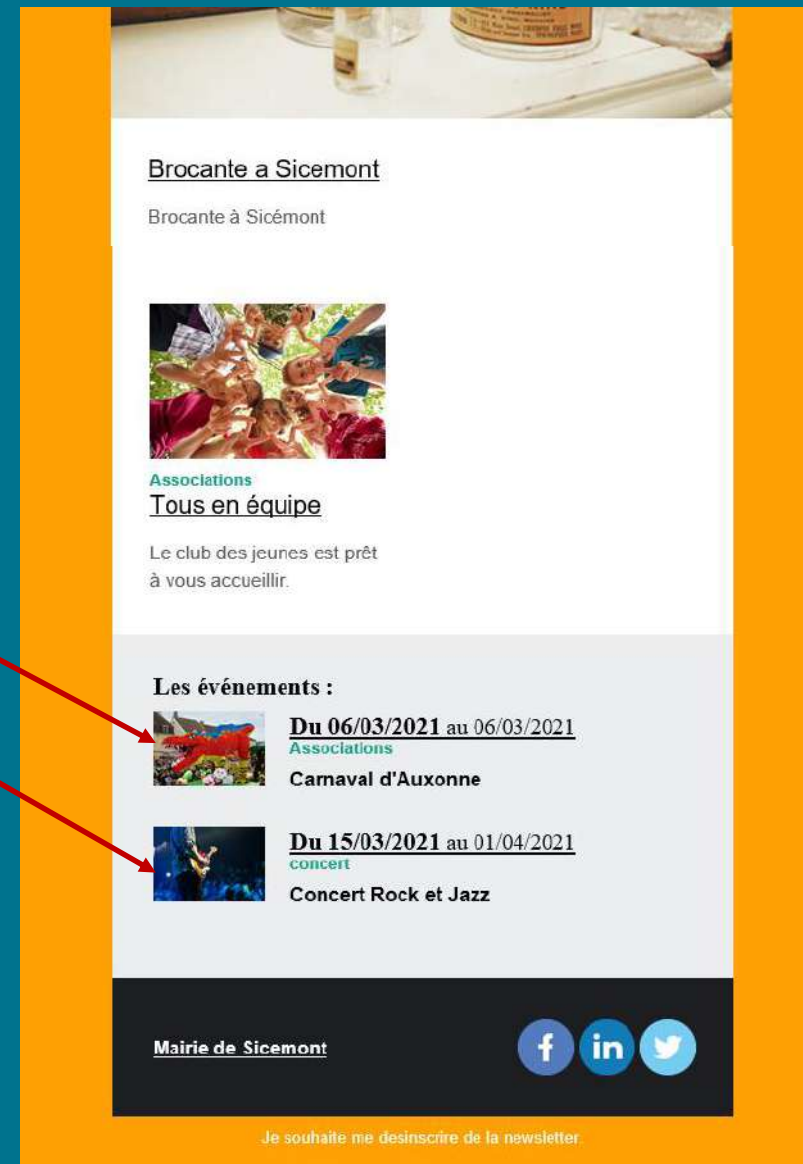 Brocante a Sicemont
Brocante à Sicémont
Associations
Tous en équipe
Le club des jeunes est prêt
à vous accueillir.
Les événements :
Du 06/03/2021 au 06/03/2021
Associations
Carnaval d'Auxonne
Du 15/03/2021 au 01/04/2021
concert
Concert Rock et Jazz
Mairie de Sicemont
f in
Je souhaite me desinscrire de la newsletter.